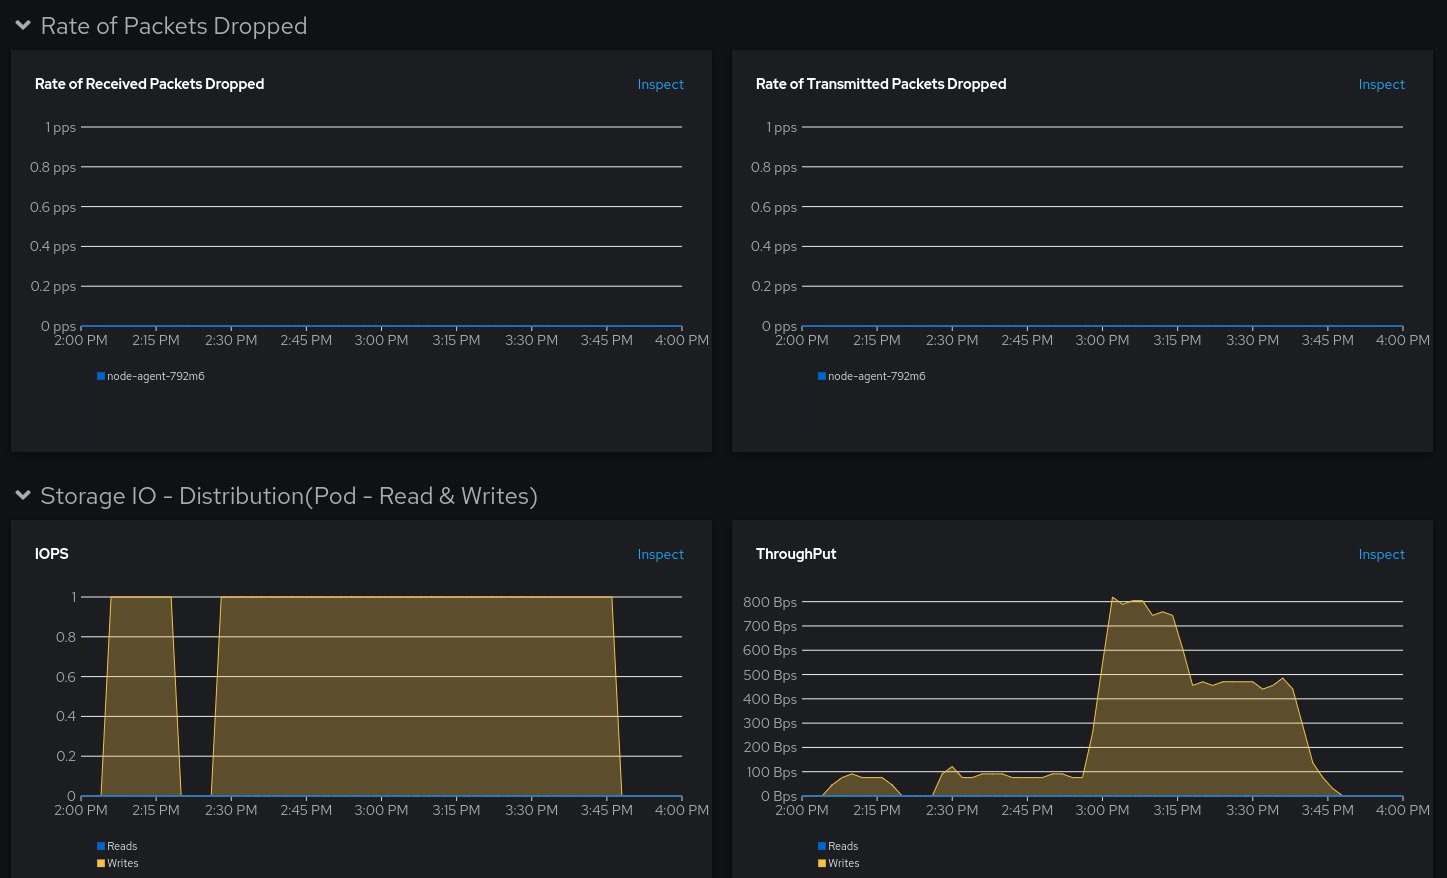 Rate of Packets Dropped
Rate of Received Packets Dropped
Inspect
1 pps
0.8 pps
0.6 pps
0.4 pps
0.2 pps
0 pps
2:00 PM 2:15 PM 2:30 PM 2:45 PM 3:00 PM 3:15 PM 3:30 PM 3:45 PM 4:00 PM
node-agent-792m6
Rate of Transmitted Packets Dropped
Inspect
1 pps
0.8 pps
0.6 pps
0.4 pps
0.2 pps
0 pps
2:00 PM 2:15 PM 2:30 PM 2:45 PM 3:00 PM 3:15 PM 3:30 PM 3:45 PM 4:00 PM
node-agent-792m6
Storage IO - Distribution(Pod - Read & Writes)
IOPS
Inspect
1
0.8
0.6
0.4
0.2
0
2:00 PM 2:15 PM 2:30 PM 2:45 PM 3:00 PM 3:15 PM 3:30 PM 3:45 PM 4:00 PM
Reads
Writes
ThroughPut
Inspect
800 Bps
700 Bps
600 Bps
500 Bps
400 Bps
300 Bps
200 Bps
100 Bps
0 Bps
2:00 PM 2:15 PM 2:30 PM 2:45 PM 3:00 PM 3:15 PM 3:30 PM 3:45 PM 4:00 PM
Reads
Writes